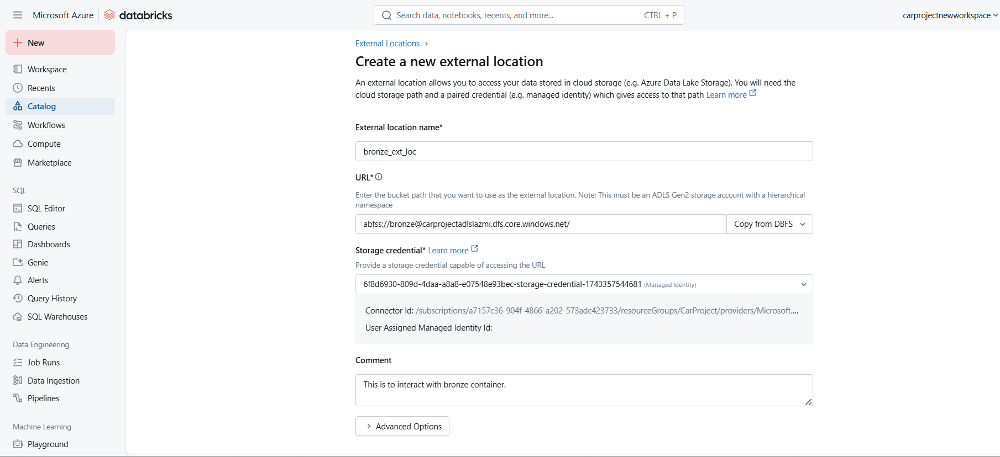 Microsoft Azure databricks
Search data, notebooks, recents, and more... CTRL + P
carprojectnewworkspace
New
Workspace
Recents
Catalog
Workflows
Compute
Marketplace
SQL
SQL Editor
Queries
Dashboards
Genie
Alerts
Query History
SQL Warehouses
Data Engineering
Job Runs
Data Ingestion
Pipelines
Machine Learning
Playground
External Locations ›
Create a new external location
An external location allows you to access your data stored in cloud storage (e.g. Azure Data Lake Storage). You will need the
cloud storage path and a paired credential (e.g. managed identity) which gives access to that path Learn more
External location name*
bronze_ext_loc
URL*
Enter the bucket path that you want to use as the external location. Note: This must be an ADLS Gen2 storage account with a hierarchical
namespace
abfss://bronze@carprojectadlslazmi.dfs.core.windows.net/ Copy from DBFS
Storage credential* Learn more
Provide a storage credential capable of accessing the URL
6f8d6930-809d-4daa-a8a8-e07548e93bec-storage-credential-1743357544681 (Managed Identity)
Connector Id: /subscriptions/a7157c36-904f-4866-a202-573adc423733/resourceGroups/CarProject/providers/Microsoft....
User Assigned Managed Identity Id:
Comment
This is to interact with bronze container.
Advanced Options